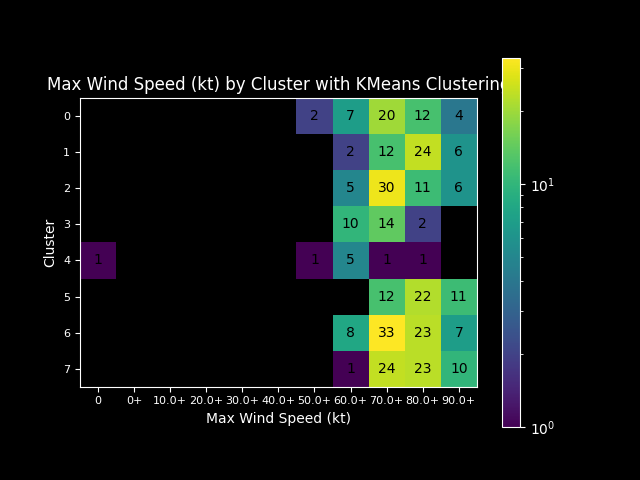 Max Wind Speed (kt) by Cluster with KMeans Clustering
0 2 7 20 12 4
1 2 12 24 6
2 5 30 11 6
3 10 14 2
4 1 1 5 1 1
5 12 22 11
6 8 33 23 7
7 1 24 23 10
Cluster
0 0+ 10.0+ 20.0+ 30.0+ 40.0+ 50.0+ 60.0+ 70.0+ 80.0+ 90.0+
Max Wind Speed (kt)
10¹
10⁰